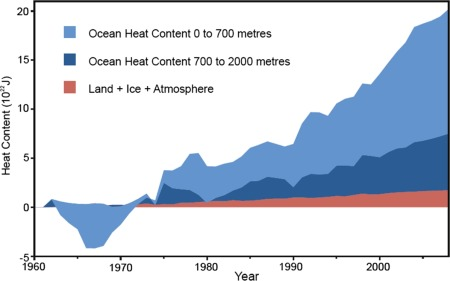 20
Ocean Heat Content 0 to 700 metres
Ocean Heat Content 700 to 2000 metres
15
Land + Ice + Atmosphere
Heat Content (10²²J)
10
5
0
-5
1960 1970 1980 1990 2000
Year